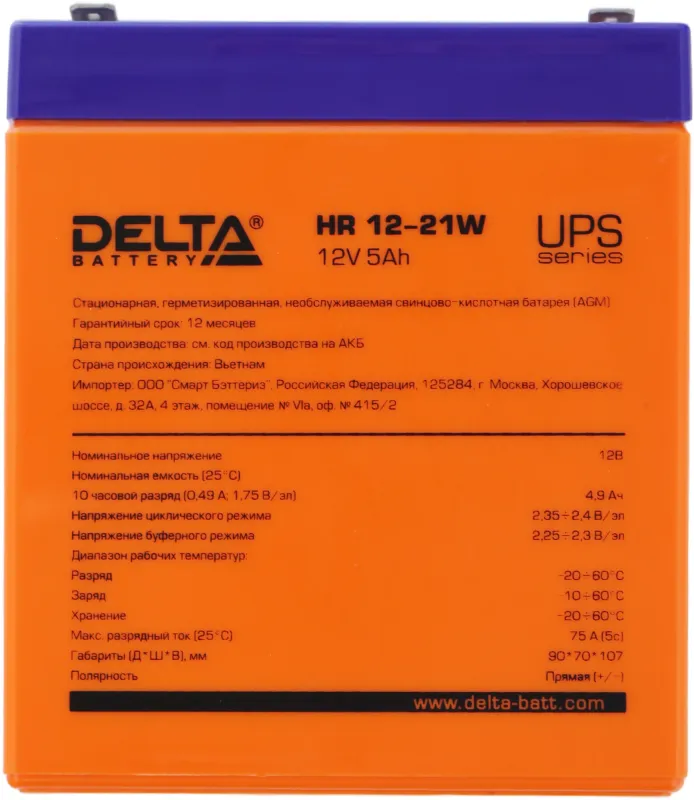 DELTA® HR 12-21W UPS
BATTERY 12V 5Ah series
Стационарная, герметизированная, необслуживаемая свинцово-кислотная батарея (AGM)
Гарантийный срок: 12 месяцев
Дата производства: см. код производства на АКБ
Страна происхождения: Вьетнам
Импортер: ООО "Смарт Бэттериз", Российская Федерация, 125284, г. Москва, Хорошевское
шоссе, д. 32А, 4 этаж, помещение № VIa, оф. № 415/2
Номинальное напряжение 12В
Номинальная емкость (25°С)
10 часовой разряд (0,49 А; 1,75 В/эл) 4,9 Ач
Напряжение циклического режима 2,35÷2,4 В/эл
Напряжение буферного режима 2,25÷2,3 В/эл
Диапазон рабочих температур:
Разряд -20÷60°С
Заряд -10÷60°С
Хранение -20÷60°С
Макс. разрядный ток (25°С) 75 А (5с)
Габариты (Д*Ш*В), мм 90*70*107
Полярность Прямая (+/-)
www.delta-batt.com